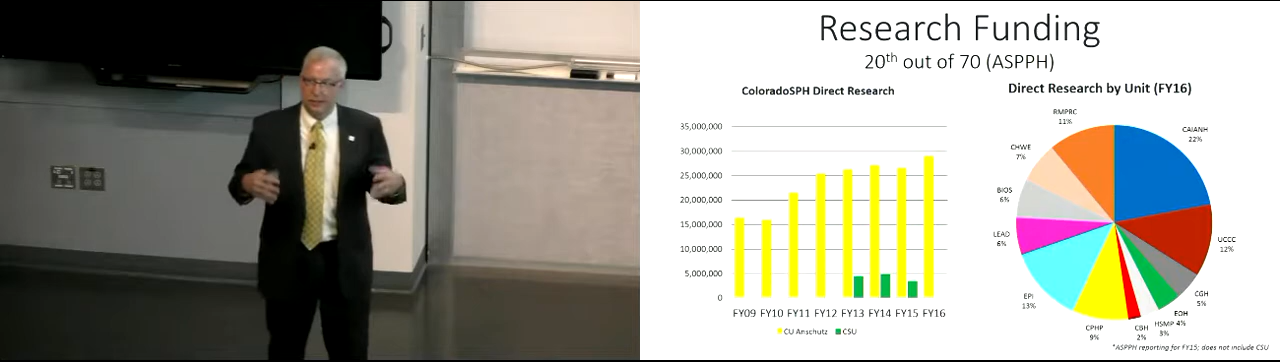 Research Funding
20th out of 70 (ASPPH)
ColoradoSPH Direct Research
35,000,000
30,000,000
25,000,000
20,000,000
15,000,000
10,000,000
5,000,000
0
FY09 FY10 FY11 FY12 FY13 FY14 FY15 FY16
CU Anschutz CSU
Direct Research by Unit (FY16)
CAIANH
22%
UCCC
12%
CGH
5%
EOH 4%
HSMP
3%
CBH
2%
CPHP
9%
EPI
13%
LEAD
6%
BIOS
6%
CHWE
7%
RMPRC
11%
*ASPPH reporting for FY15; does not include CSU